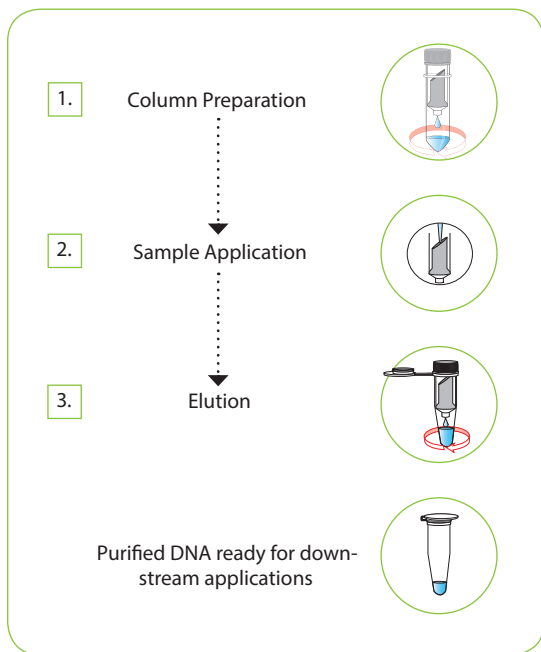 1.
Column Preparation
2.
Sample Application
3.
Elution
Purified DNA ready for down-
stream applications